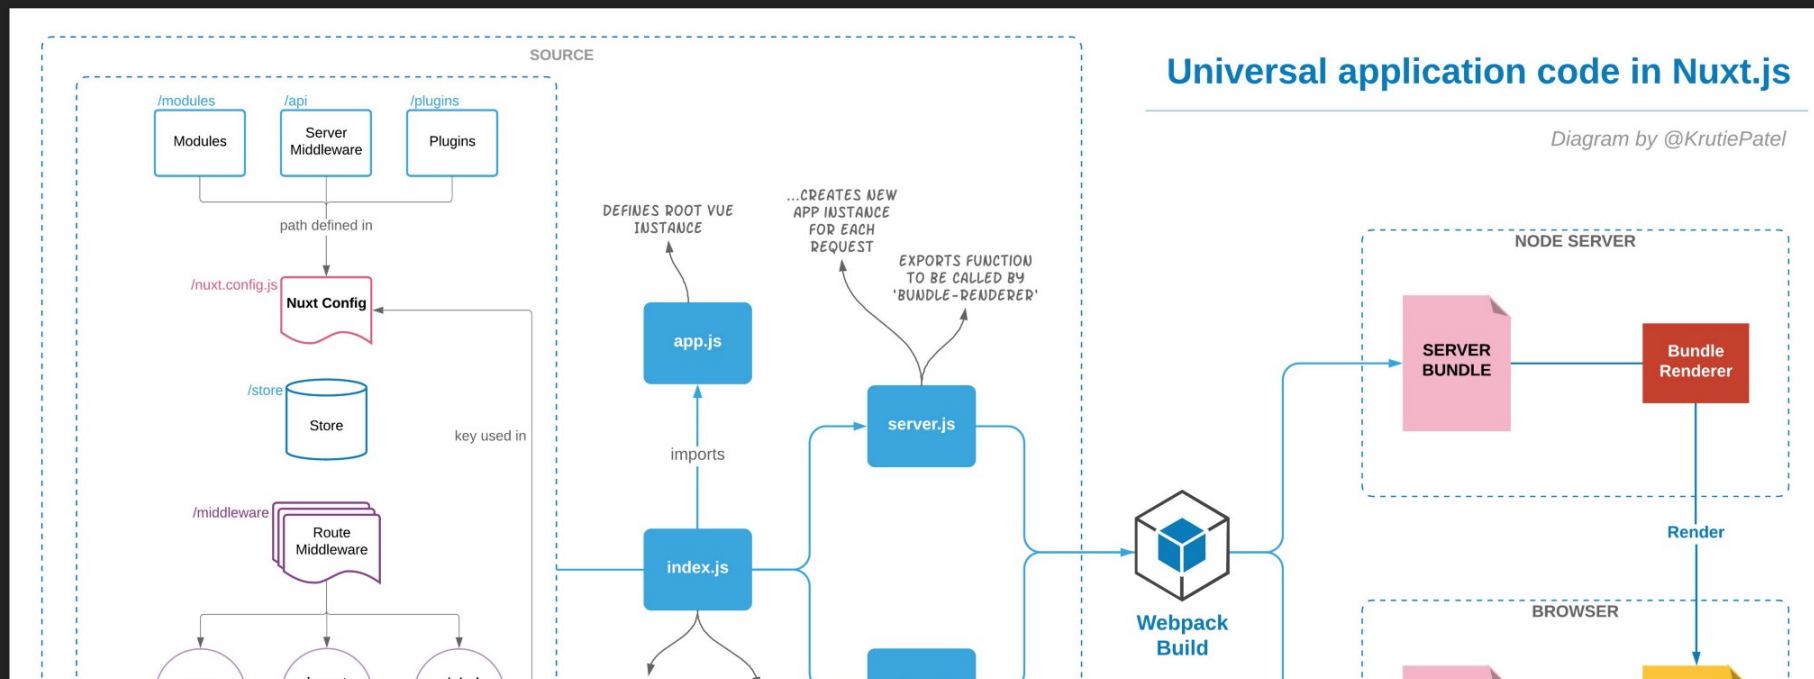 SOURCE
Universal application code in Nuxt.js
Diagram by @KrutiePatel
/modules
/api
/plugins
Modules
Server
Middleware
Plugins
path defined in
/nuxt.config.js
Nuxt Config
/store
Store
key used in
/middleware
Route
Middleware
DEFINES ROOT VUE
INSTANCE
...CREATES NEW
APP INSTANCE
FOR EACH
REQUEST
EXPORTS FUNCTION
TO BE CALLED BY
'BUNDLE-RENDERER'
app.js
imports
server.js
index.js
Webpack
Build
NODE SERVER
SERVER
BUNDLE
Bundle
Renderer
Render
BROWSER